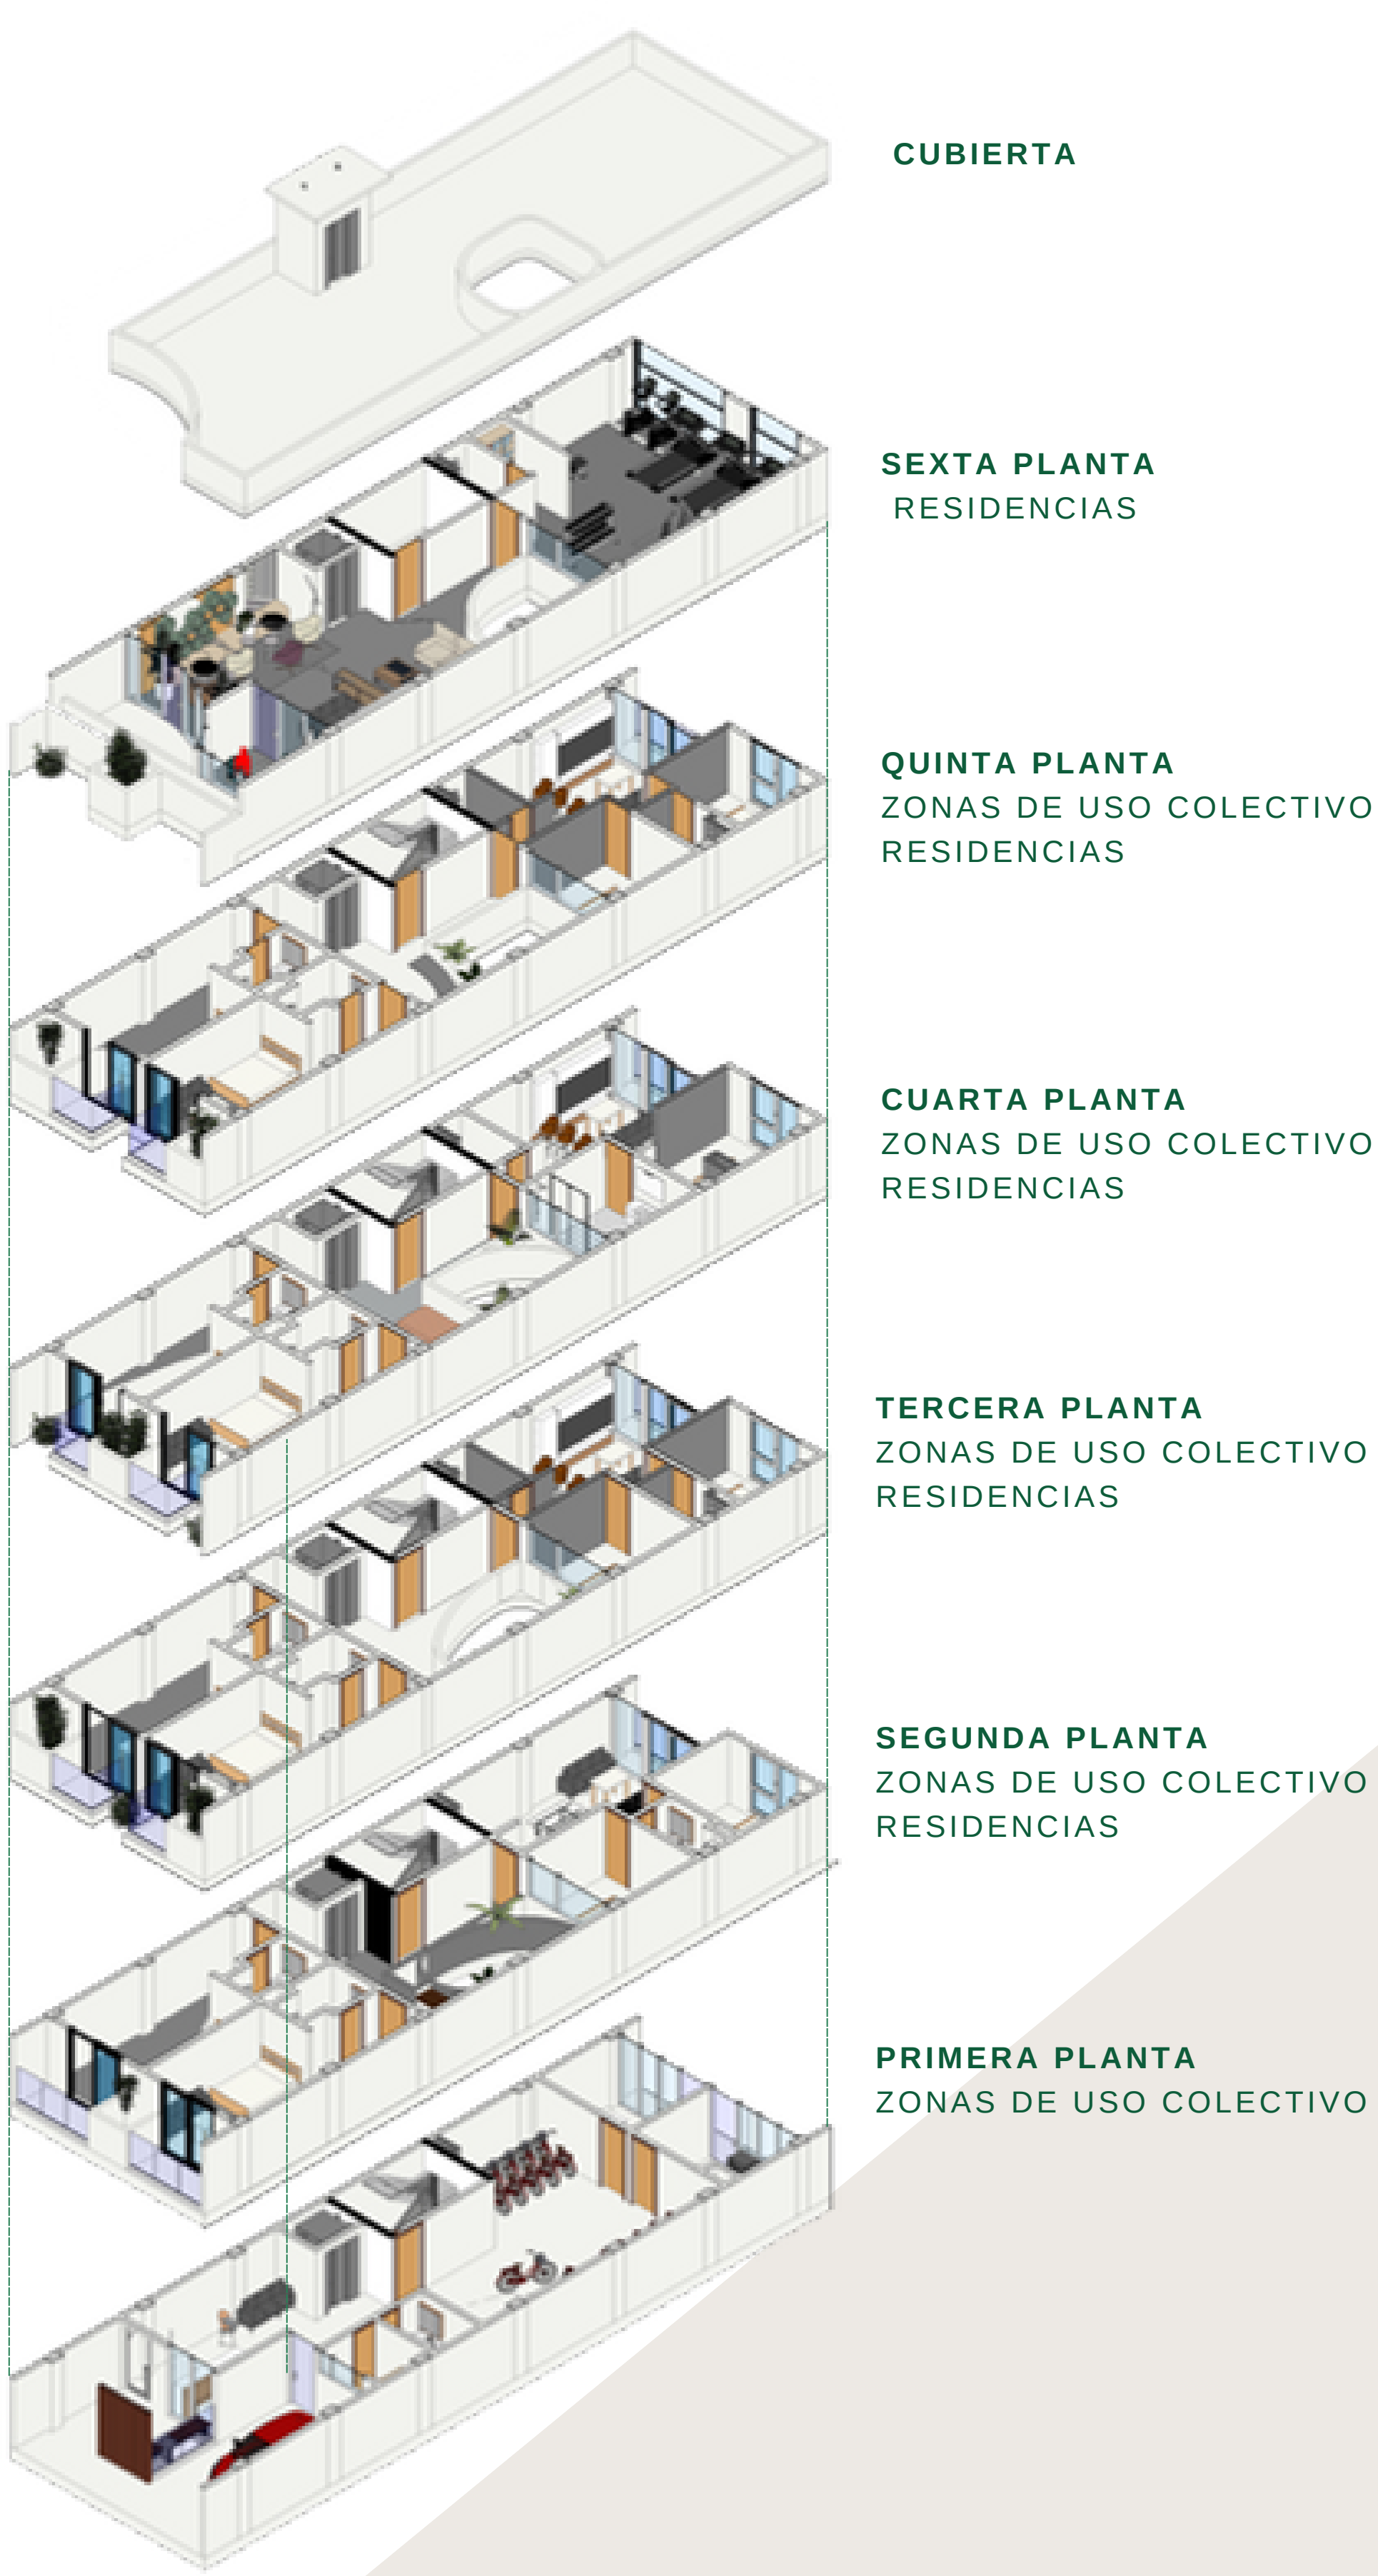 CUBIERTA
SEXTA PLANTA
RESIDENCIAS
QUINTA PLANTA
ZONAS DE USO COLECTIVO
RESIDENCIAS
CUARTA PLANTA
ZONAS DE USO COLECTIVO
RESIDENCIAS
TERCERA PLANTA
ZONAS DE USO COLECTIVO
RESIDENCIAS
SEGUNDA PLANTA
ZONAS DE USO COLECTIVO
RESIDENCIAS
PRIMERA PLANTA
ZONAS DE USO COLECTIVO